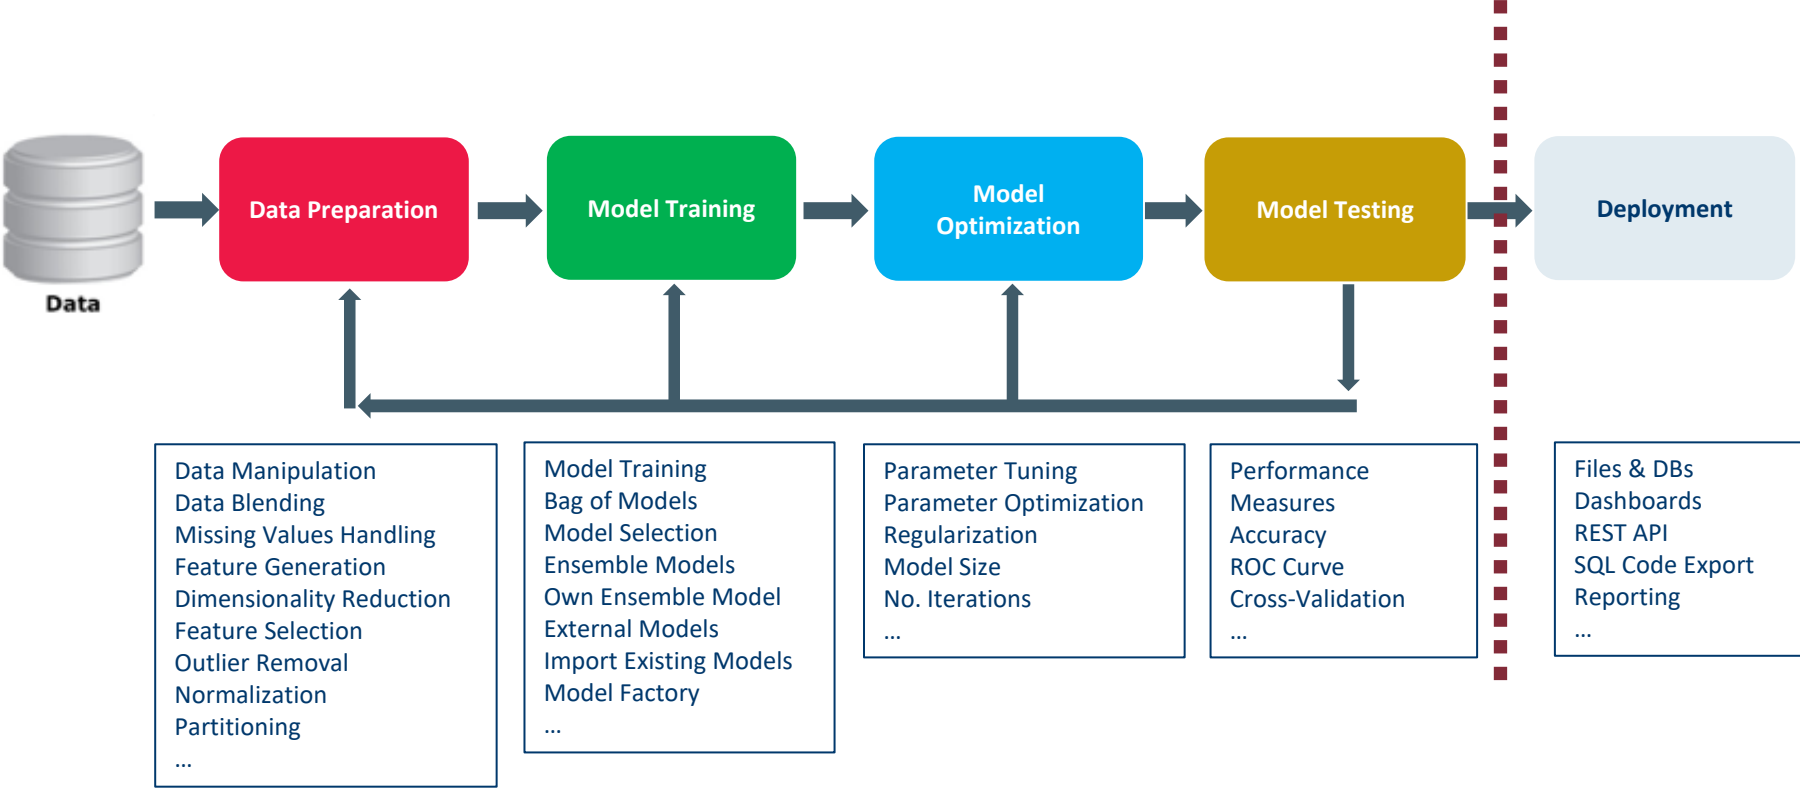 Data
Data Preparation
Model Training
Model
Optimization
Model Testing
Deployment
Data Manipulation
Data Blending
Missing Values Handling
Feature Generation
Dimensionality Reduction
Feature Selection
Outlier Removal
Normalization
Partitioning
...
Model Training
Bag of Models
Model Selection
Ensemble Models
Own Ensemble Model
External Models
Import Existing Models
Model Factory
...
Parameter Tuning
Parameter Optimization
Regularization
Model Size
No. Iterations
...
Performance
Measures
Accuracy
ROC Curve
Cross-Validation
...
Files & DBs
Dashboards
REST API
SQL Code Export
Reporting
...